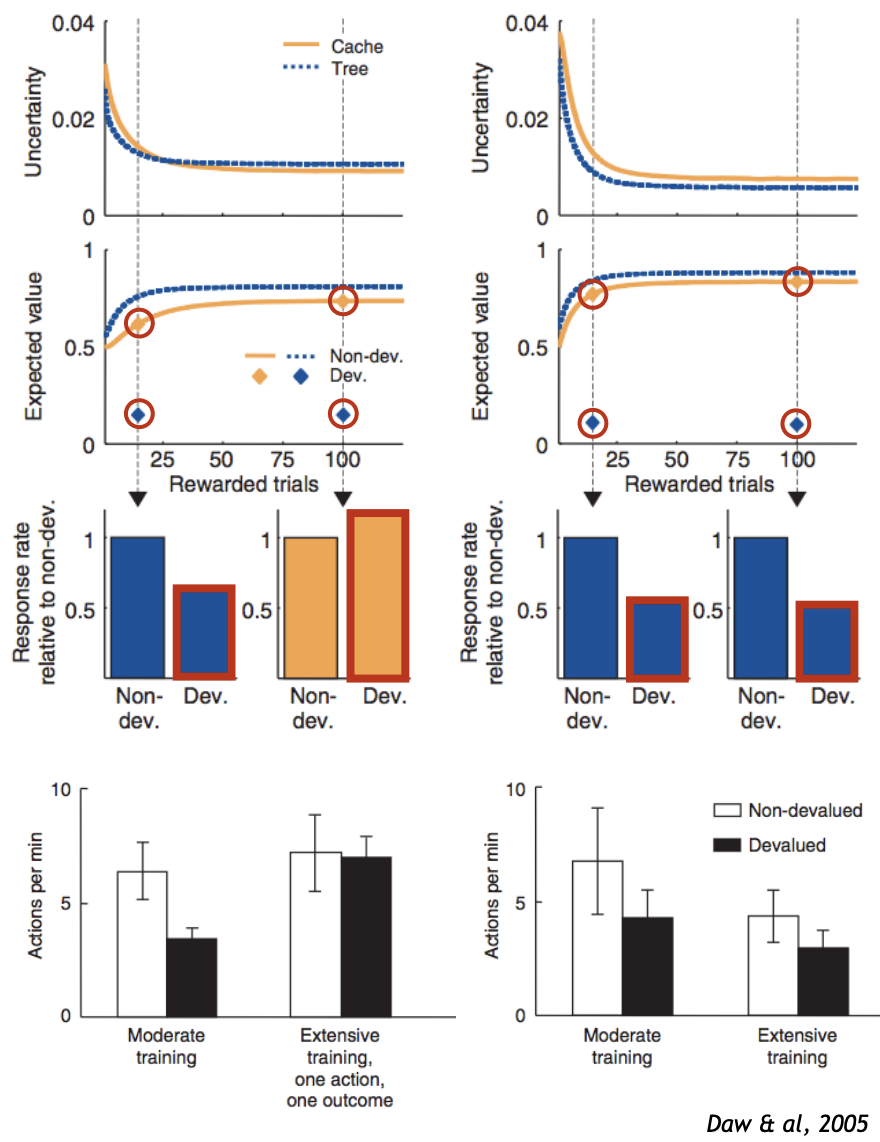 0.04
0.02
0
Uncertainty
Cache
Tree
0.04
0.02
0
Uncertainty
1
0.5
0
Expected value
Non-dev.
Dev.
25
50
75
100
Rewarded trials
1
0.5
0
Expected value
25
50
75
100
Rewarded trials
Response rate
relative to non-dev.
1
0.5
Non-
dev.
Dev.
1
0.5
Non-
dev.
Dev.
Response rate
relative to non-dev.
1
0.5
Non-
dev.
Dev.
1
0.5
Non-
dev.
Dev.
10
5
0
Actions per min
Moderate
training
Extensive
training,
one action,
one outcome
10
5
0
Actions per min
Non-devalued
Devalued
Moderate
training
Extensive
training
Daw & al, 2005